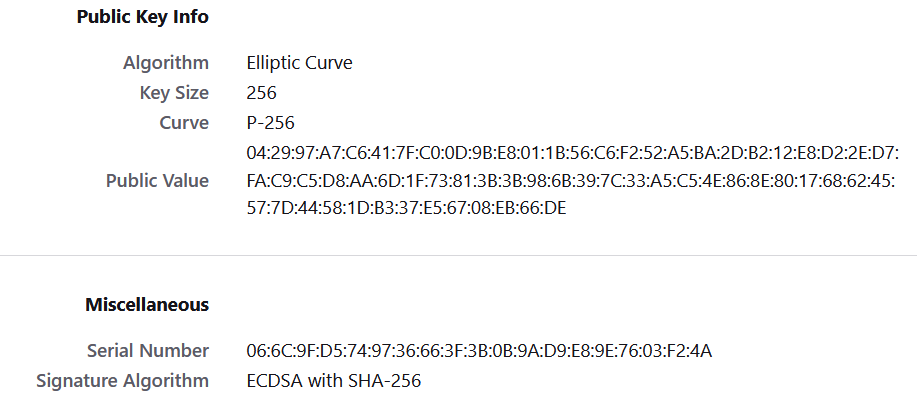 Public Key Info
Algorithm Elliptic Curve
Key Size 256
Curve P-256
Public Value 04:29:97:A7:C6:41:7F:C0:0D:9B:E8:01:1B:56:C6:F2:52:A5:BA:2D:B2:12:E8:D2:2E:D7:
FA:C9:C5:D8:AA:6D:1F:73:81:3B:3B:98:6B:39:7C:33:A5:C5:4E:86:8E:80:17:68:62:45:
57:7D:44:58:1D:B3:37:E5:67:08:EB:66:DE
Miscellaneous
Serial Number 06:6C:9F:D5:74:97:36:66:3F:3B:0B:9A:D9:E8:9E:76:03:F2:4A
Signature Algorithm ECDSA with SHA-256